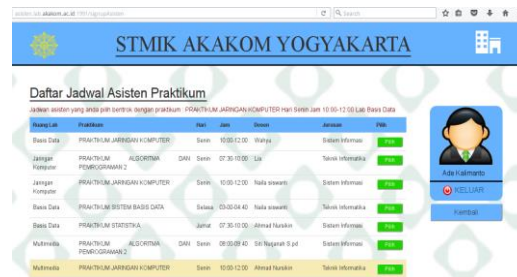 STMIK AKAKOM YOGYAKARTA
Daftar Jadwal Asisten Praktikum
Jadwan asisten yang anda pilih bentrok dengan praktikum : PRAKTIKUM JARINGAN KOMPUTER Hari Senin Jam 10:00-12:00 Lab Basis Data
Ruang Lab Praktikum Hari Jam Dosen Jurusan Pilih
Basis Data PRAKTIKUM JARINGAN KOMPUTER Senin 10:00-12:00 Wahyu Sistem Informasi Pilih
Jaringan Komputer PRAKTIKUM ALGORITMA DAN PEMROGRAMAN 2 Senin 07:30-10:00 Lia Teknik Informatika Pilih
Jaringan Komputer PRAKTIKUM JARINGAN KOMPUTER Senin 10:00-12:00 Naila siswanti Sistem Informasi Pilih
Basis Data PRAKTIKUM SISTEM BASIS DATA Selasa 03:00-04:40 Naila siswanti Teknik Informatika Pilih
Basis Data PRAKTIKUM STATISTIKA Jumat 07:30-10:00 Ahmad Nursikin Sistem Informasi Pilih
Multimedia PRAKTIKUM ALGORITMA DAN PEMROGRAMAN 2 Senin 08:00-09:40 Siti Naqiarah S.pd Sistem Informasi Pilih
Multimedia PRAKTIKUM JARINGAN KOMPUTER Senin 10:00-12:00 Ahmad Nursikin Teknik Informatika Pilih
Ade Kalimanto
KELUAR
Kembali
Search